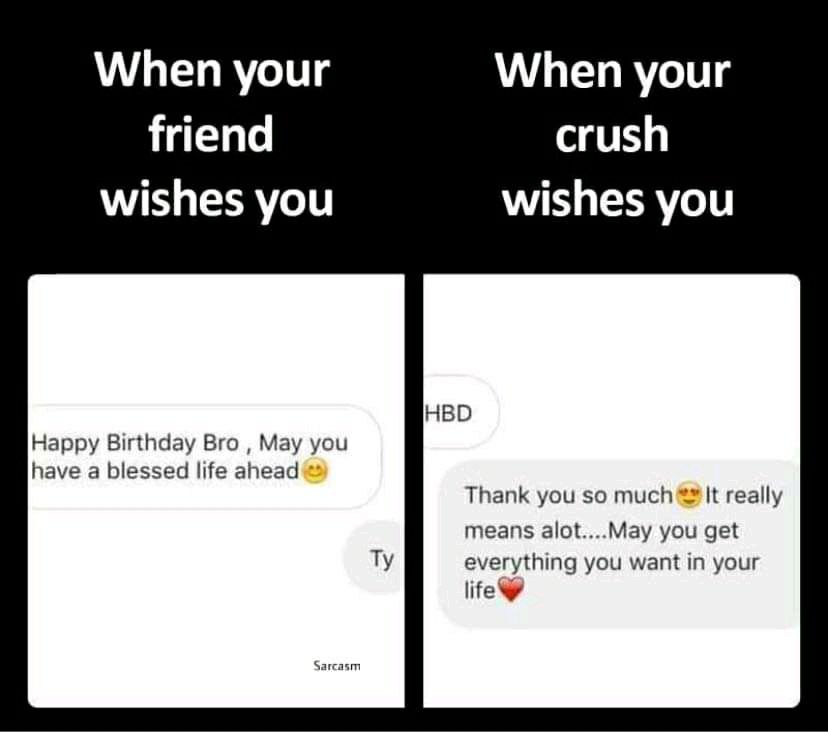 When your
friend
wishes you
When your
crush
wishes you
Happy Birthday Bro , May you
have a blessed life ahead😊
Ty
Sarcasm
HBD
Thank you so much😍It really
means alot....May you get
everything you want in your
life❤️